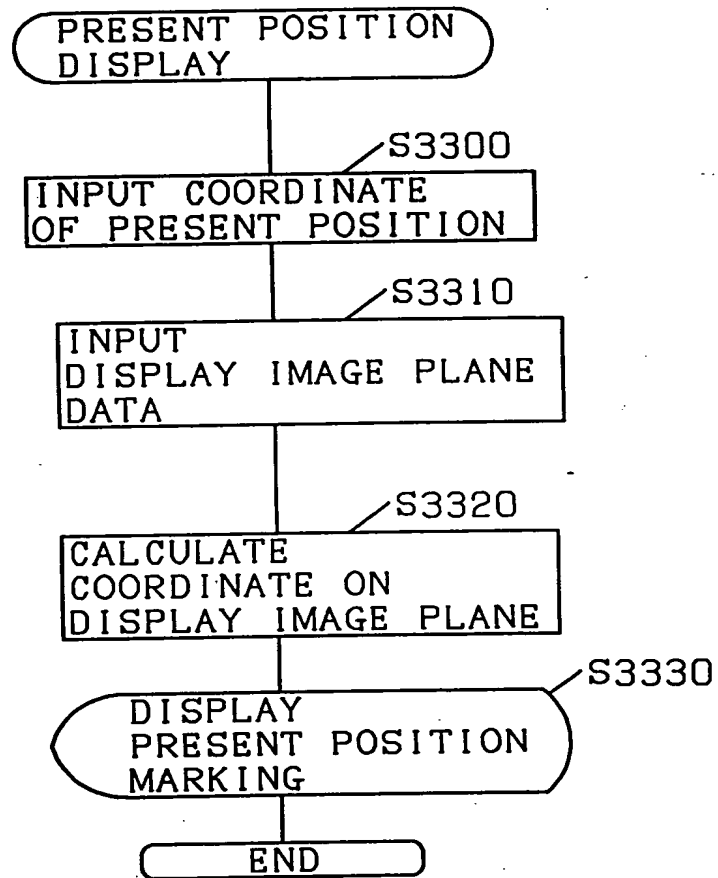 PRESENT POSITION
DISPLAY
S3300
INPUT COORDINATE
OF PRESENT POSITION
S3310
INPUT
DISPLAY IMAGE PLANE
DATA
S3320
CALCULATE
COORDINATE ON
DISPLAY IMAGE PLANE
S3330
DISPLAY
PRESENT POSITION
MARKING
END